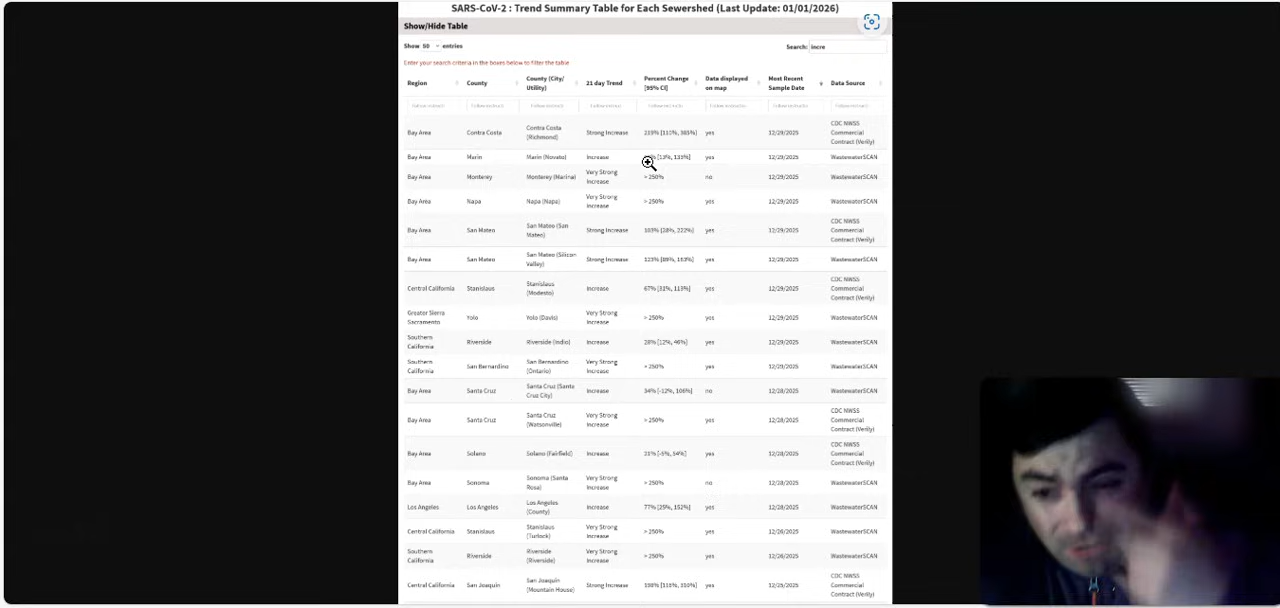 SARS-CoV-2 : Trend Summary Table for Each Sewershed (Last Update: 01/01/2026)
Show/Hide Table
Show 50 entries
Search: incre
Enter your search criteria in the boxes below to filter the table
Region County County (City/ Utility) 21 day Trend Percent Change [95% CI] Data displayed on map Most Recent Sample Date Data Source
Bay Area Contra Costa Contra Costa (Richmond) Strong Increase yes 12/29/2025 CDC NWSS Commercial Contract (Verily)
Bay Area Marin Marin (Novato) Increase yes 12/29/2025 WastewaterSCAN
Bay Area Monterey Monterey (Marina) Very Strong Increase > 250% no 12/29/2025 WastewaterSCAN
Bay Area Napa Napa (Napa) Very Strong Increase > 250% yes 12/29/2025 WastewaterSCAN
Bay Area San Mateo San Mateo (San Mateo) Strong Increase 103% [28%, 222%] yes 12/29/2025 CDC NWSS Commercial Contract (Verily)
Bay Area San Mateo San Mateo (Silicon Valley) Strong Increase yes 12/29/2025 WastewaterSCAN
Central California Stanislaus Stanislaus (Modesto) Increase 67% [31%, 113%] yes 12/29/2025 CDC NWSS Commercial Contract (Verily)
Greater Sierra Sacramento Yolo Yolo (Davis) Very Strong Increase > 250% yes 12/29/2025 WastewaterSCAN
Southern California Riverside Riverside (Indio) Increase 28% [12%, 46%] yes 12/29/2025 WastewaterSCAN
Southern California San Bernardino San Bernardino (Ontario) Very Strong Increase > 250% yes 12/29/2025 WastewaterSCAN
Bay Area Santa Cruz Santa Cruz (Santa Cruz City) Increase no 12/28/2025 WastewaterSCAN
Bay Area Santa Cruz Santa Cruz (Watsonville) Very Strong Increase > 250% yes 12/28/2025 CDC NWSS Commercial Contract (Verily)
Bay Area Solano Solano (Fairfield) Increase yes 12/28/2025 CDC NWSS Commercial Contract (Verily)
Bay Area Sonoma Sonoma (Santa Rosa) Very Strong Increase > 250% no 12/28/2025 WastewaterSCAN
Los Angeles Los Angeles Los Angeles (County) Increase 77% [25%, 152%] yes 12/28/2025 WastewaterSCAN
Central California Stanislaus Stanislaus (Turlock) Very Strong Increase > 250% yes 12/26/2025 WastewaterSCAN
Southern California Riverside Riverside (Riverside) Very Strong Increase > 250% yes 12/26/2025 WastewaterSCAN
Central California San Joaquin San Joaquin (Mountain House) Strong Increase yes 12/25/2025 CDC NWSS Commercial Contract (Verily)